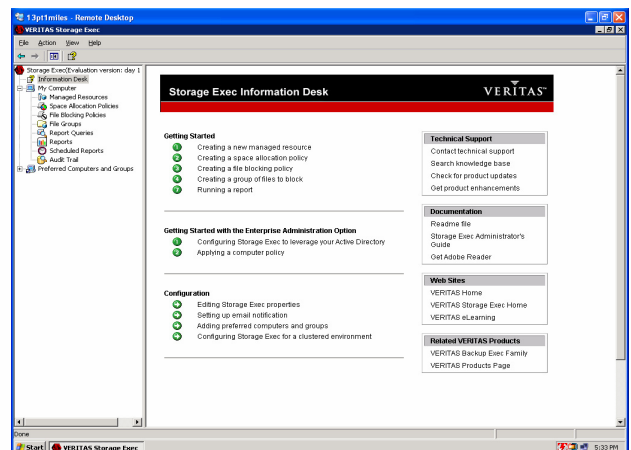 13pt1miles - Remote Desktop
VERITAS Storage Exec
File Action View Help
Storage Exec(Evaluation version: day 1
Information Desk
My Computer
Managed Resources
Space Allocation Policies
File Blocking Policies
File Groups
Report Queries
Reports
Scheduled Reports
Audit Trail
Preferred Computers and Groups
Storage Exec Information Desk
VERITAS™
Getting Started
1 Creating a new managed resource
2 Creating a space allocation policy
3 Creating a file blocking policy
4 Creating a group of files to block
7 Running a report
Getting Started with the Enterprise Administration Option
1 Configuring Storage Exec to leverage your Active Directory
2 Applying a computer policy
Configuration
Editing Storage Exec properties
Setting up email notification
Adding preferred computers and groups
Configuring Storage Exec for a clustered environment
Technical Support
Contact technical support
Search knowledge base
Check for product updates
Get product enhancements
Documentation
Readme file
Storage Exec Administrator's
Guide
Get Adobe Reader
Web Sites
VERITAS Home
VERITAS Storage Exec Home
VERITAS eLearning
Related VERITAS Products
VERITAS Backup Exec Family
VERITAS Products Page
Done
Start
VERITAS Storage Exec
5:33 PM